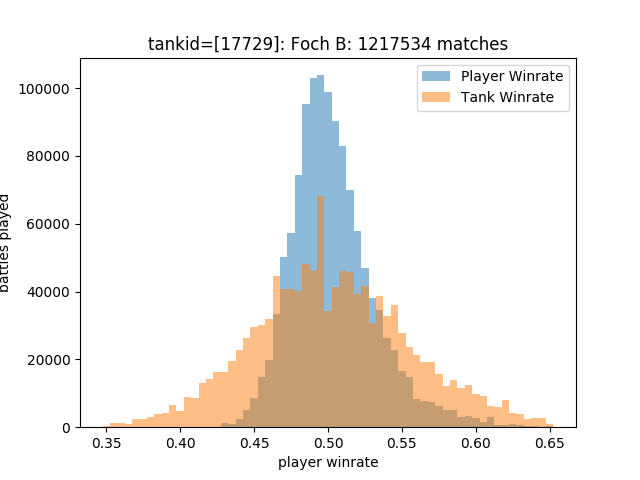 tankid=[17729]: Foch B: 1217534 matches
Player Winrate
Tank Winrate
100000
80000
60000
40000
20000
0
battles played
0.35 0.40 0.45 0.50 0.55 0.60 0.65
player winrate